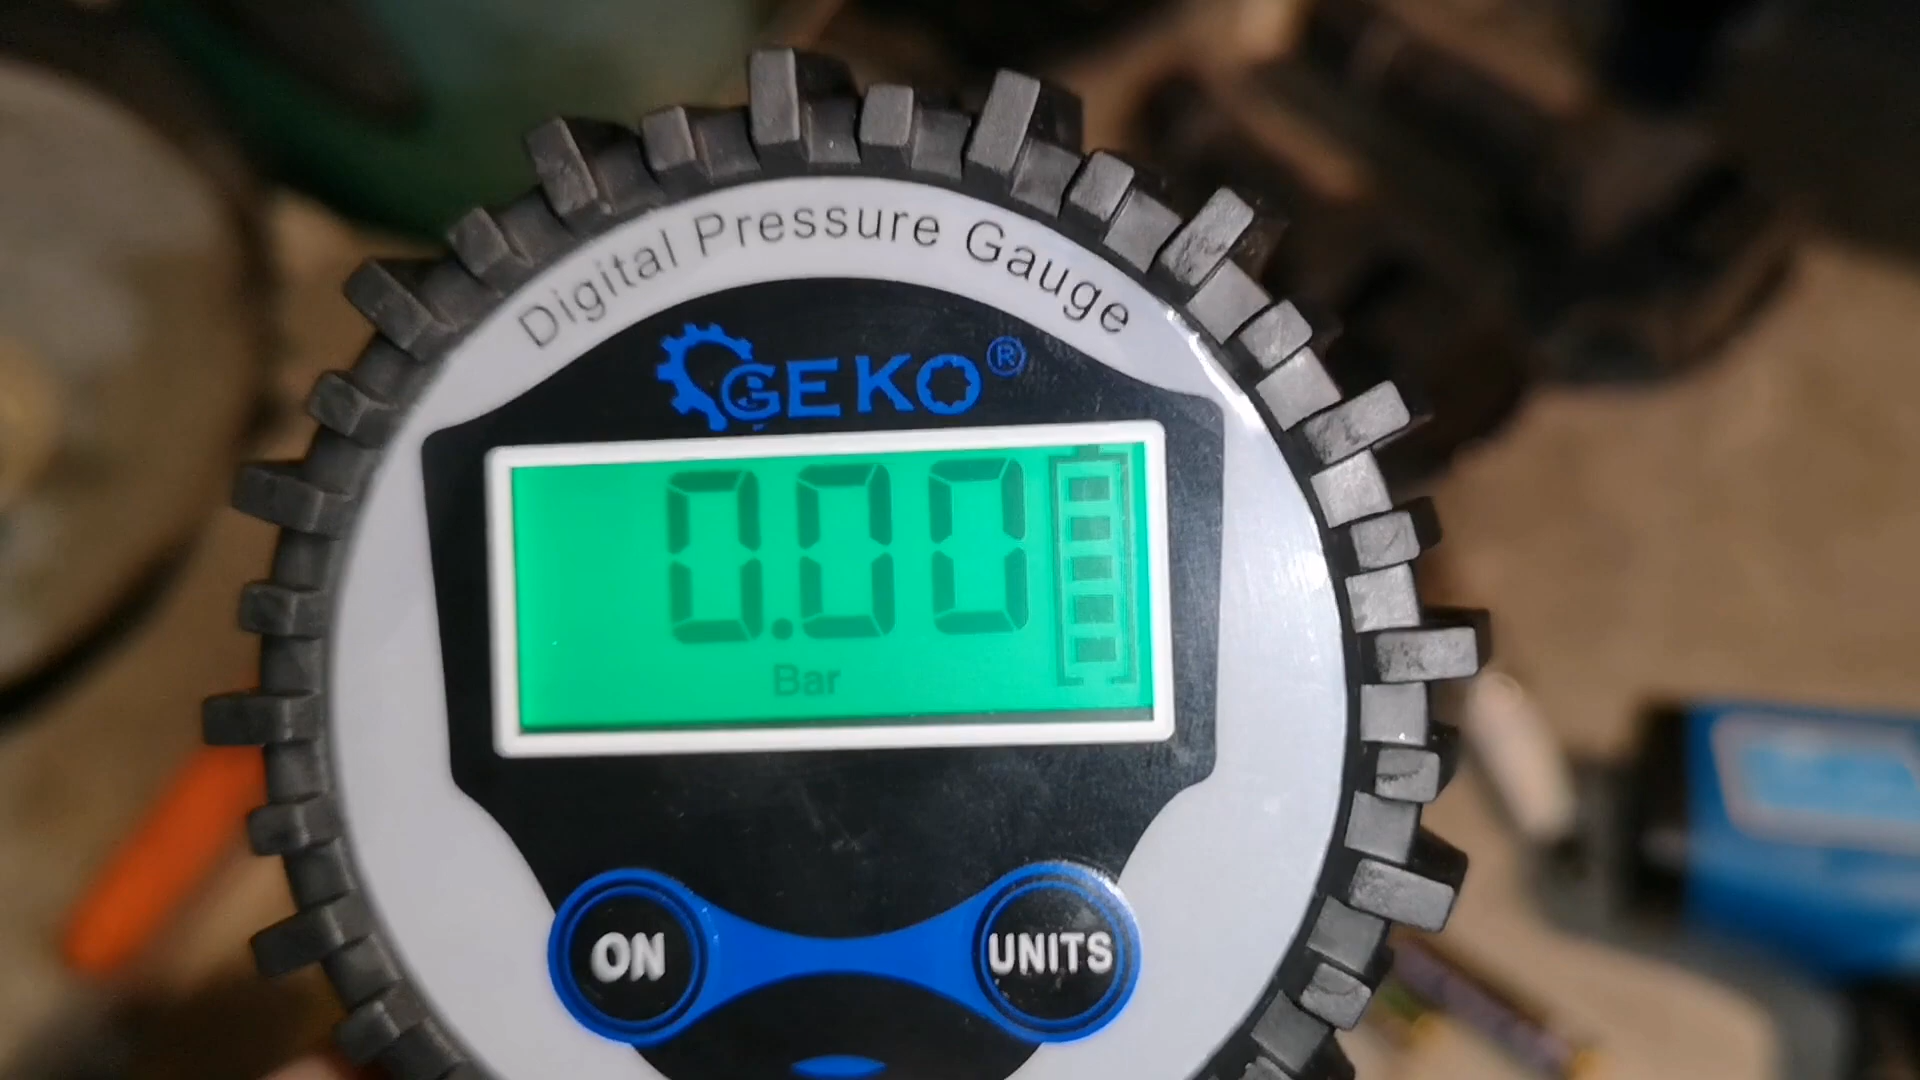 Digital Pressure Gauge
GEKO®
0.00
Bar
ON
UNITS